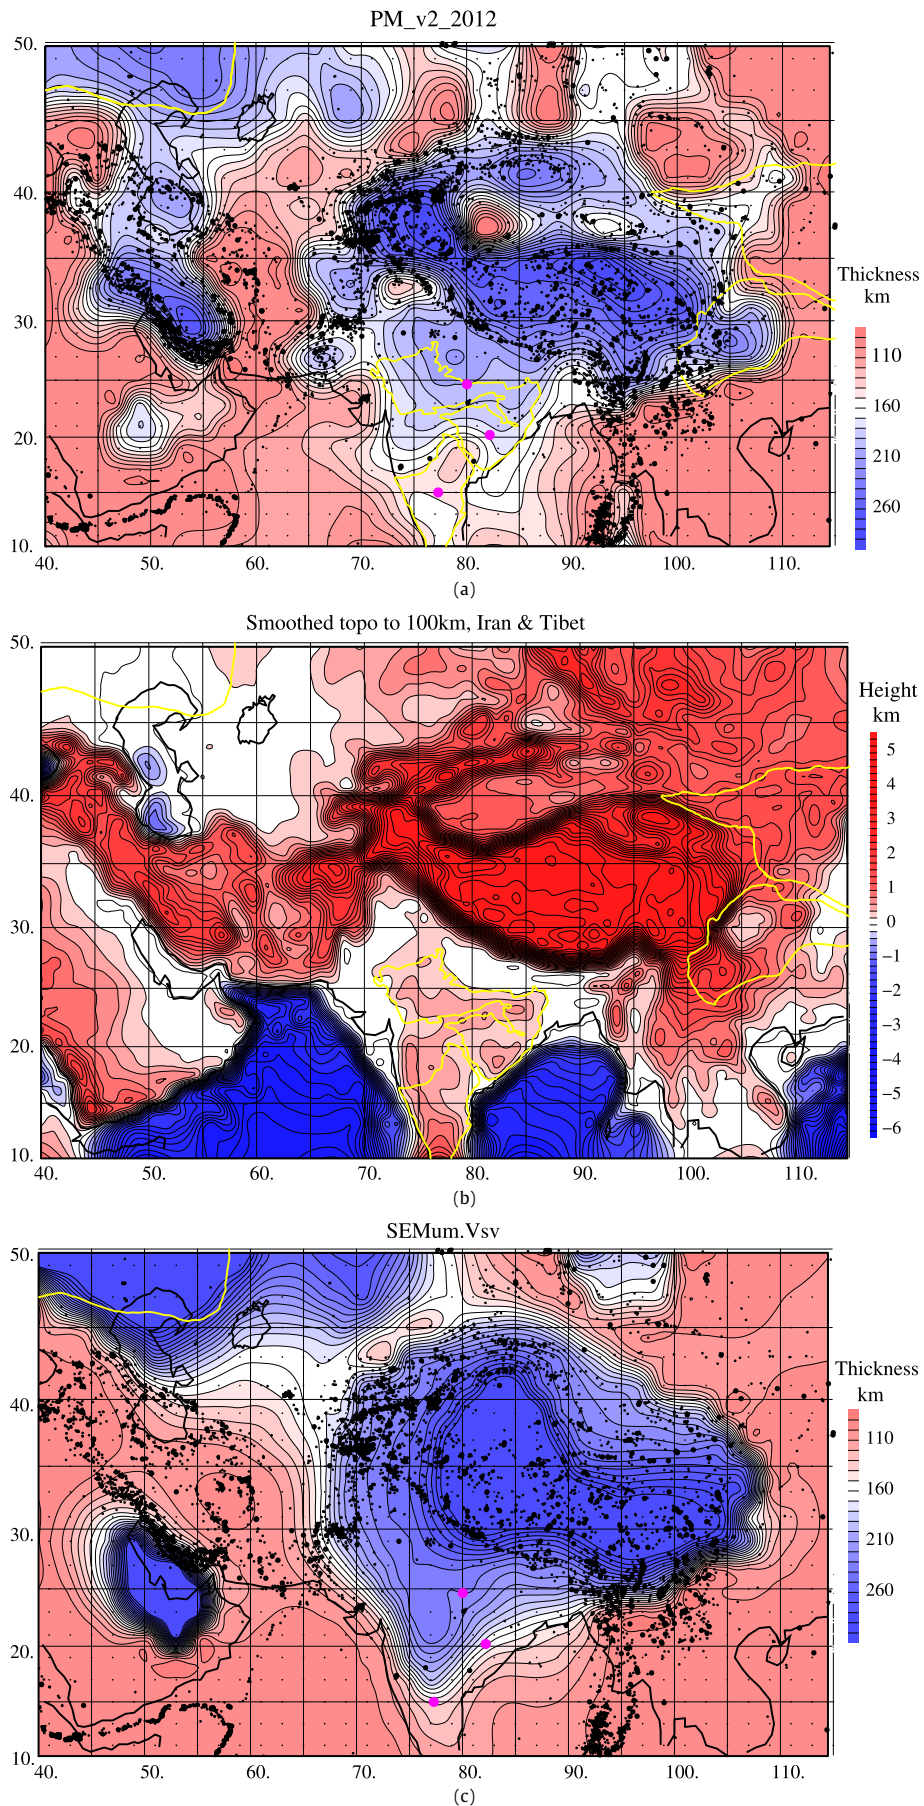 PM_v2_2012
50.
40.
30.
20.
10.
40. 50. 60. 70. 80. 90. 100. 110.
Thickness
km
110
160
210
260
(a)
Smoothed topo to 100km, Iran & Tibet
50.
40.
30.
20.
10.
40 50. 60. 70. 80. 90. 100. 110.
Height
km
5
4
3
2
1
0
−1
−2
−3
−4
−5
−6
(b)
SEMum.Vsv
50.
40.
30.
20.
10.
40. 50. 60. 70. 80. 90. 100. 110.
Thickness
km
110
160
210
260
(c)